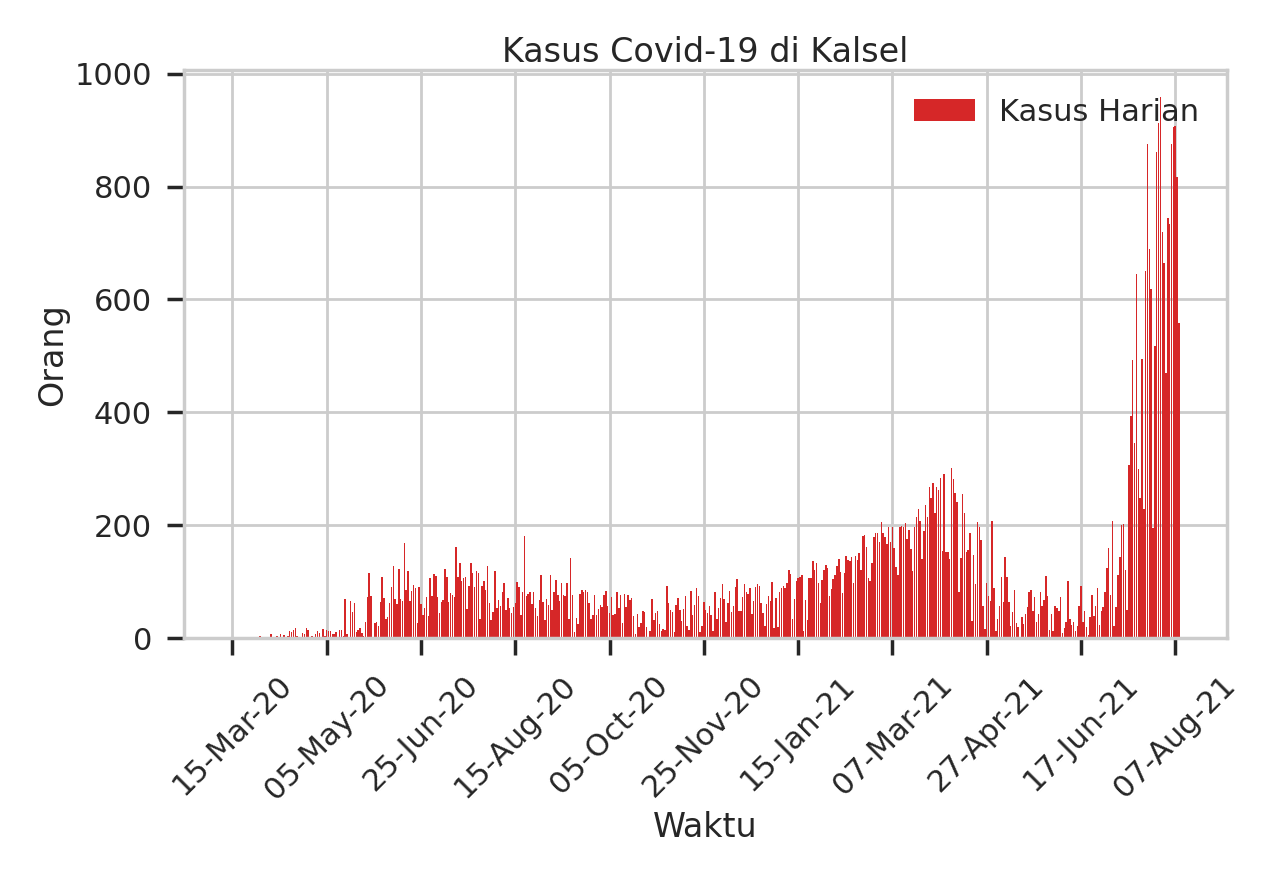 Kasus Covid-19 di Kalsel
Kasus Harian
Orang
1000
800
600
400
200
0
15-Mar-20
05-May-20
25-Jun-20
15-Aug-20
05-Oct-20
25-Nov-20
15-Jan-21
07-Mar-21
27-Apr-21
17-Jun-21
07-Aug-21
Waktu